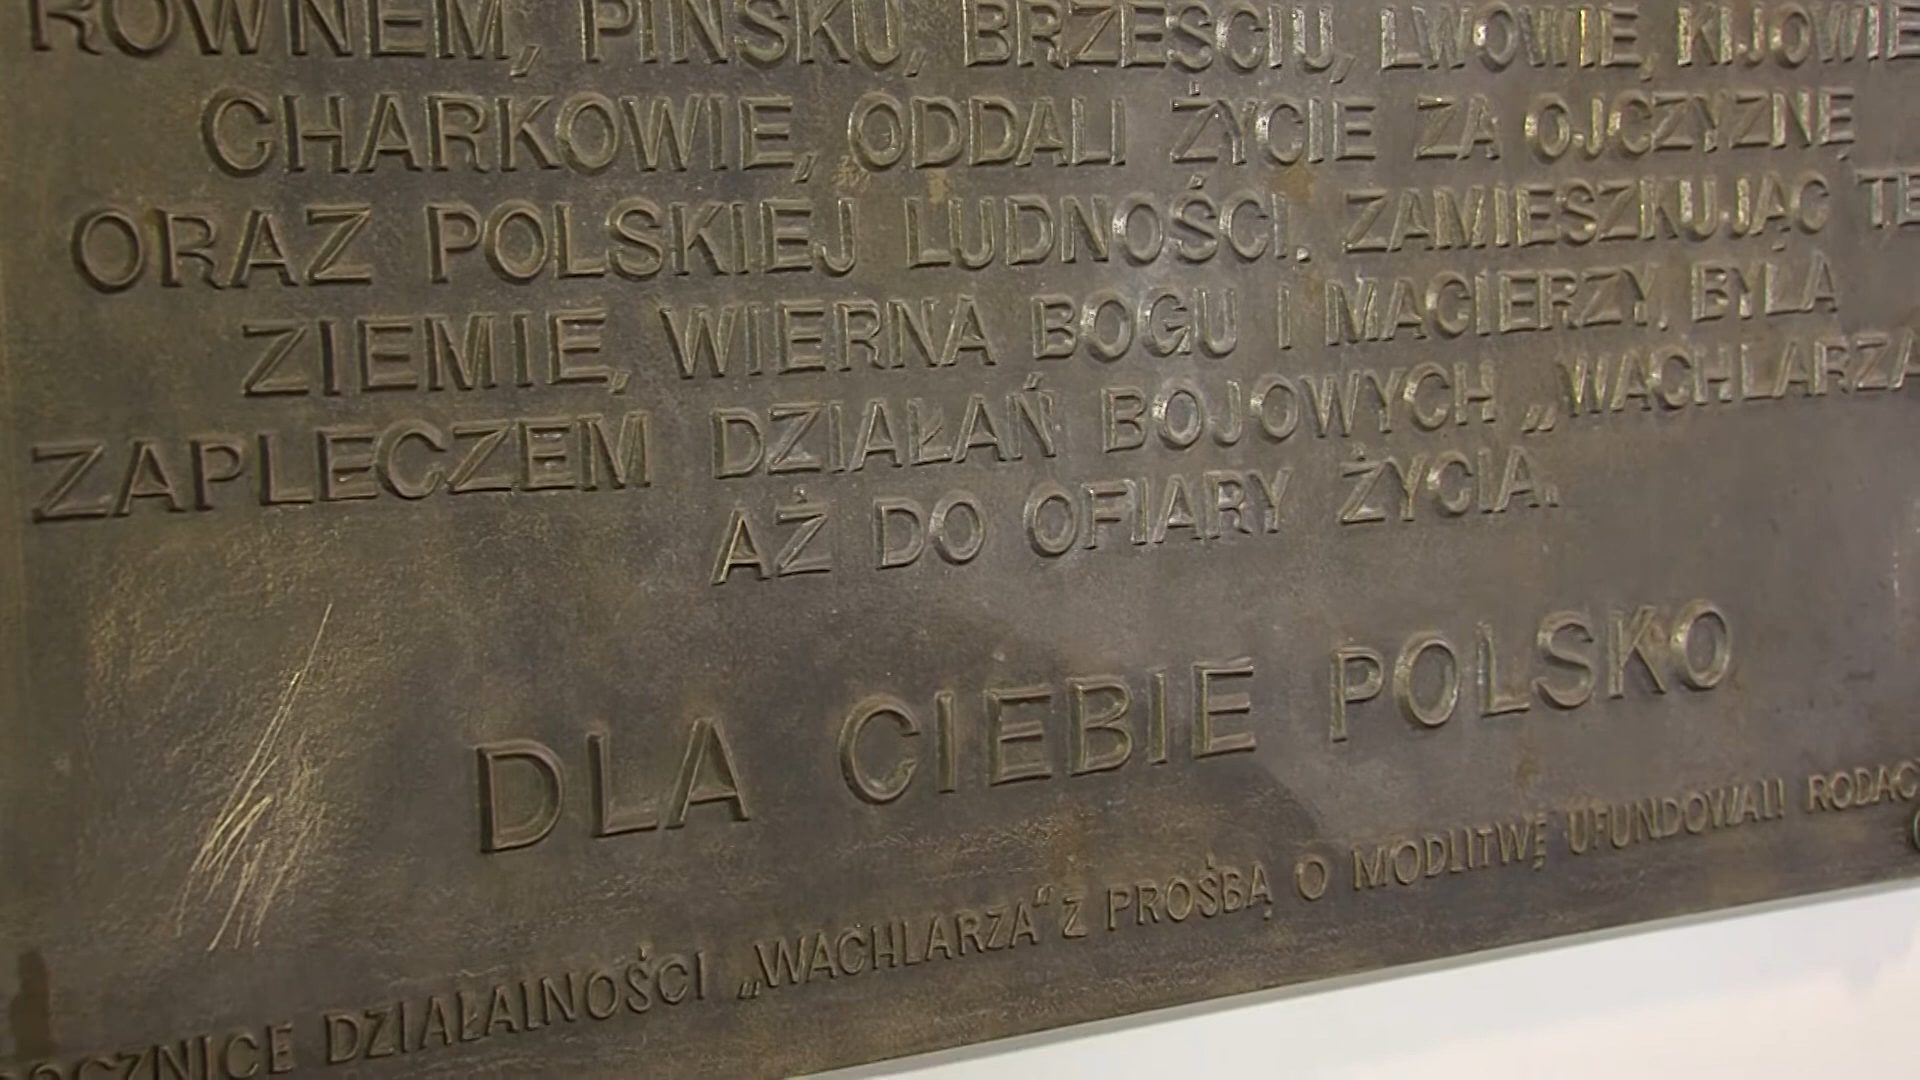 RÓWNEM, PIŃSKU, BRZEŚCIU, LWOWIE, KIJOWIE
CHARKOWIE, ODDALI ŻYCIE ZA OJCZYZNĘ
ORAZ POLSKIEJ LUDNOŚCI. ZAMIESZKUJĄC TE
ZIEMIE, WIERNA BOGU I MACIERZY, BYŁA
ZAPLECZEM DZIAŁAŃ BOJOWYCH „WACHLARZA
AŻ DO OFIARY ŻYCIA.
DLA CIEBIE POLSKO
OCZNICE DZIAŁALNOŚCI „WACHLARZA" Z PROŚBĄ O MODLITWĘ UFUNDOWALI RODAC